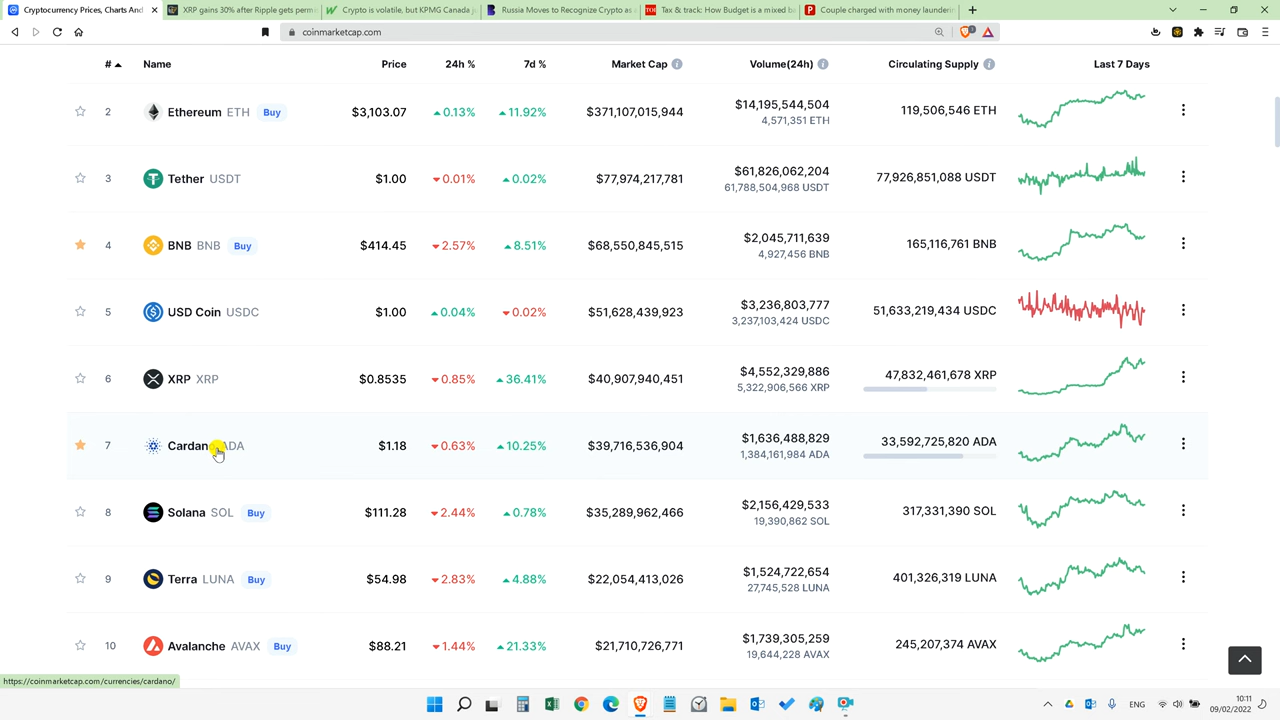 Cryptocurrency Prices, Charts And
XRP gains 30% after Ripple gets perm
Crypto is volatile, but KPMG Canada j
Russia Moves to Recognize Crypto as
Tax & track: How Budget is a mixed b
Couple charged with money launderin
coinmarketcap.com
# Name Price 24h % 7d % Market Cap Volume(24h) Circulating Supply Last 7 Days
2 Ethereum ETH Buy $3,103.07 0.13% 11.92% $371,107,015,944 $14,195,544,504 119,506,546 ETH
4,571,351 ETH
3 Tether USDT $1.00 0.01% 0.02% $77,974,217,781 $61,826,062,204 77,926,851,088 USDT
61,788,504,968 USDT
4 BNB BNB Buy $414.45 2.57% 8.51% $68,550,845,515 $2,045,711,639 165,116,761 BNB
4,927,456 BNB
5 USD Coin USDC $1.00 0.04% 0.02% $51,628,439,923 $3,236,803,777 51,633,219,434 USDC
3,237,103,424 USDC
6 XRP XRP $0.8535 0.85% 36.41% $40,907,940,451 $4,552,329,886 47,832,461,678 XRP
5,322,906,566 XRP
7 Cardan ADA $1.18 0.63% 10.25% $39,716,536,904 $1,636,488,829 33,592,725,820 ADA
1,384,161,984 ADA
8 Solana SOL Buy $111.28 2.44% 0.78% $35,289,962,466 $2,156,429,533 317,331,390 SOL
19,390,862 SOL
9 Terra LUNA Buy $54.98 2.83% 4.88% $22,054,413,026 $1,524,722,654 401,326,319 LUNA
27,745,528 LUNA
10 Avalanche AVAX Buy $88.21 1.44% 21.33% $21,710,726,771 $1,739,305,259 245,207,374 AVAX
19,644,228 AVAX
https://coinmarketcap.com/currencies/cardano/
ENG
10:11
09/02/2022